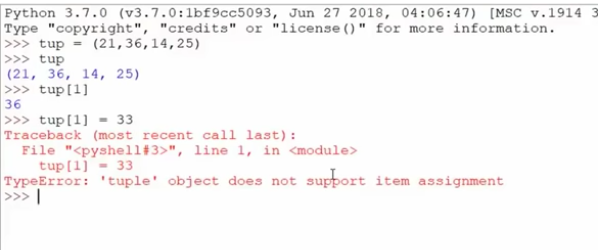 Python 3.7.0 (v3.7.0:1bf9cc5093, Jun 27 2018, 04:06:47) [MSC v.1914 3
Type "copyright", "credits" or "license()" for more information.
>>> tup = (21,36,14,25)
>>> tup
(21, 36, 14, 25)
>>> tup[1]
36
>>> tup[1] = 33
Traceback (most recent call last):
  File "<pyshell#3>", line 1, in <module>
    tup[1] = 33
TypeError: 'tuple' object does not support item assignment
>>>